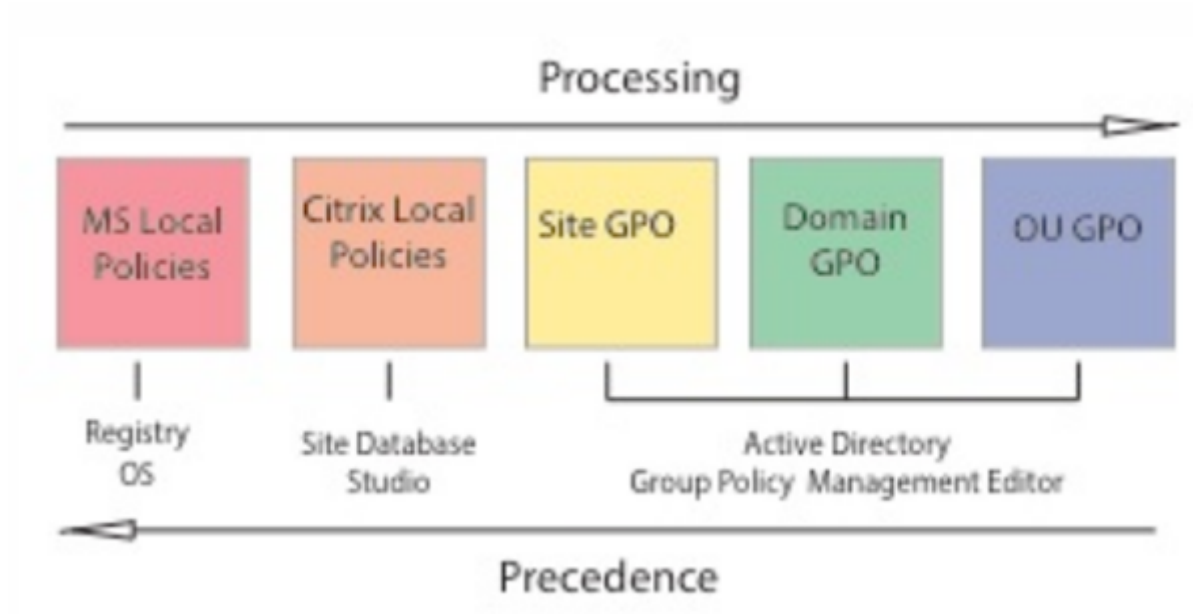 Processing
MS Local
Policies
Citrix Local
Policies
Site GPO
Domain
GPO
OU GPO
Registry
OS
Site Database
Studio
Active Directory
Group Policy Management Editor
Precedence